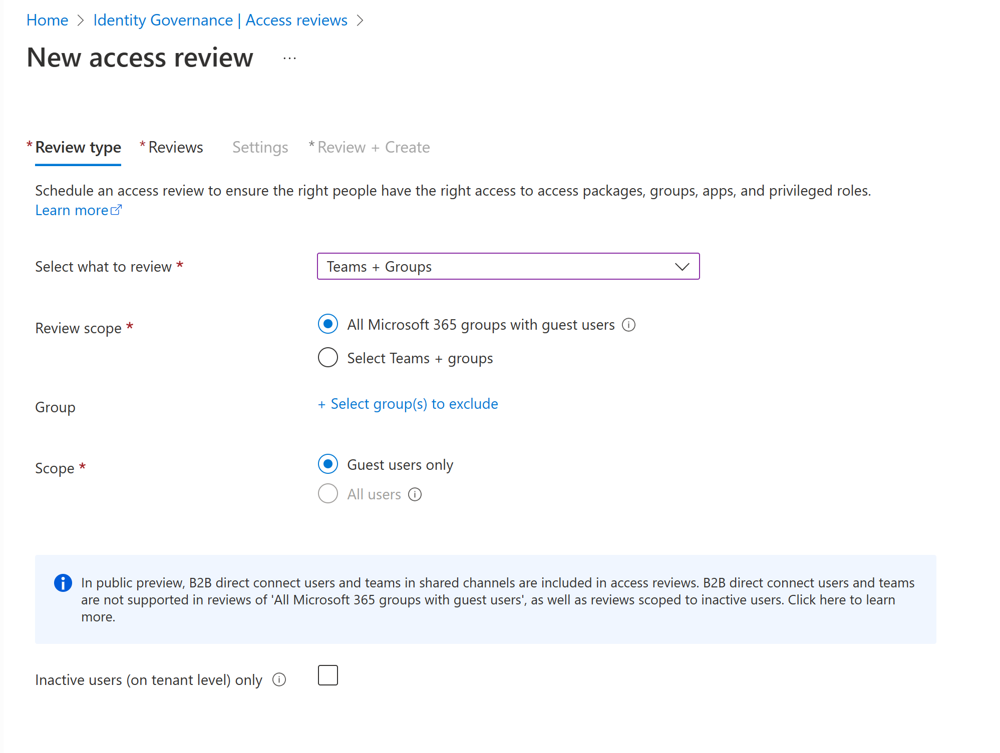 Home > Identity Governance | Access reviews >
New access review ...
* Review type * Reviews Settings * Review + Create
Schedule an access review to ensure the right people have the right access to access packages, groups, apps, and privileged roles.
Learn more
Select what to review * Teams + Groups
Review scope * All Microsoft 365 groups with guest users
Select Teams + groups
Group + Select group(s) to exclude
Scope * Guest users only
All users
In public preview, B2B direct connect users and teams in shared channels are included in access reviews. B2B direct connect users and teams
are not supported in reviews of 'All Microsoft 365 groups with guest users', as well as reviews scoped to inactive users. Click here to learn
more.
Inactive users (on tenant level) only